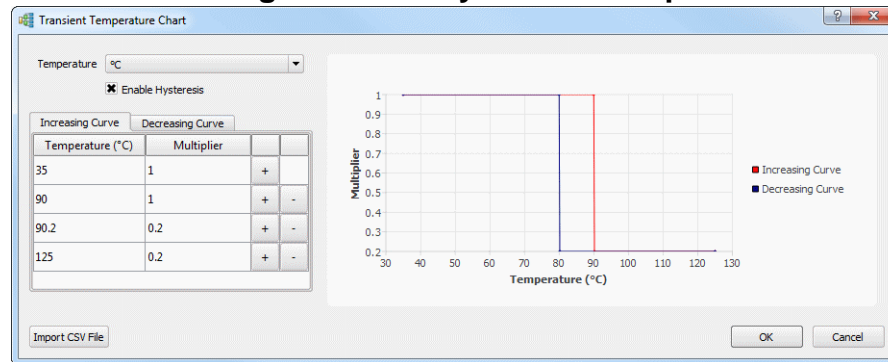 Transient Temperature Chart
Temperature °C
Enable Hysteresis
Increasing Curve Decreasing Curve
Temperature (°C) Multiplier
35 1 +
90 1 + -
90.2 0.2 + -
125 0.2 + -
Multiplier
1
0.9
0.8
0.7
0.6
0.5
0.4
0.3
0.2
30 40 50 60 70 80 90 100 110 120 130
Temperature (°C)
Increasing Curve
Decreasing Curve
Import CSV File
OK Cancel